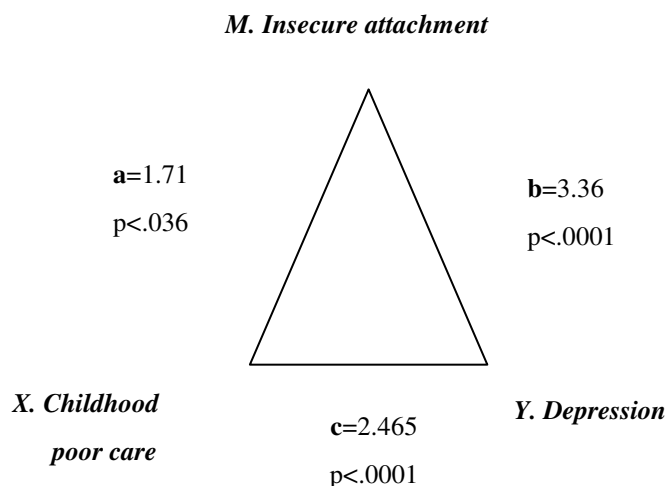 M. Insecure attachment
a=1.71
p<.036
b=3.36
p<.0001
X. Childhood
poor care
Y. Depression
c=2.465
p<.0001